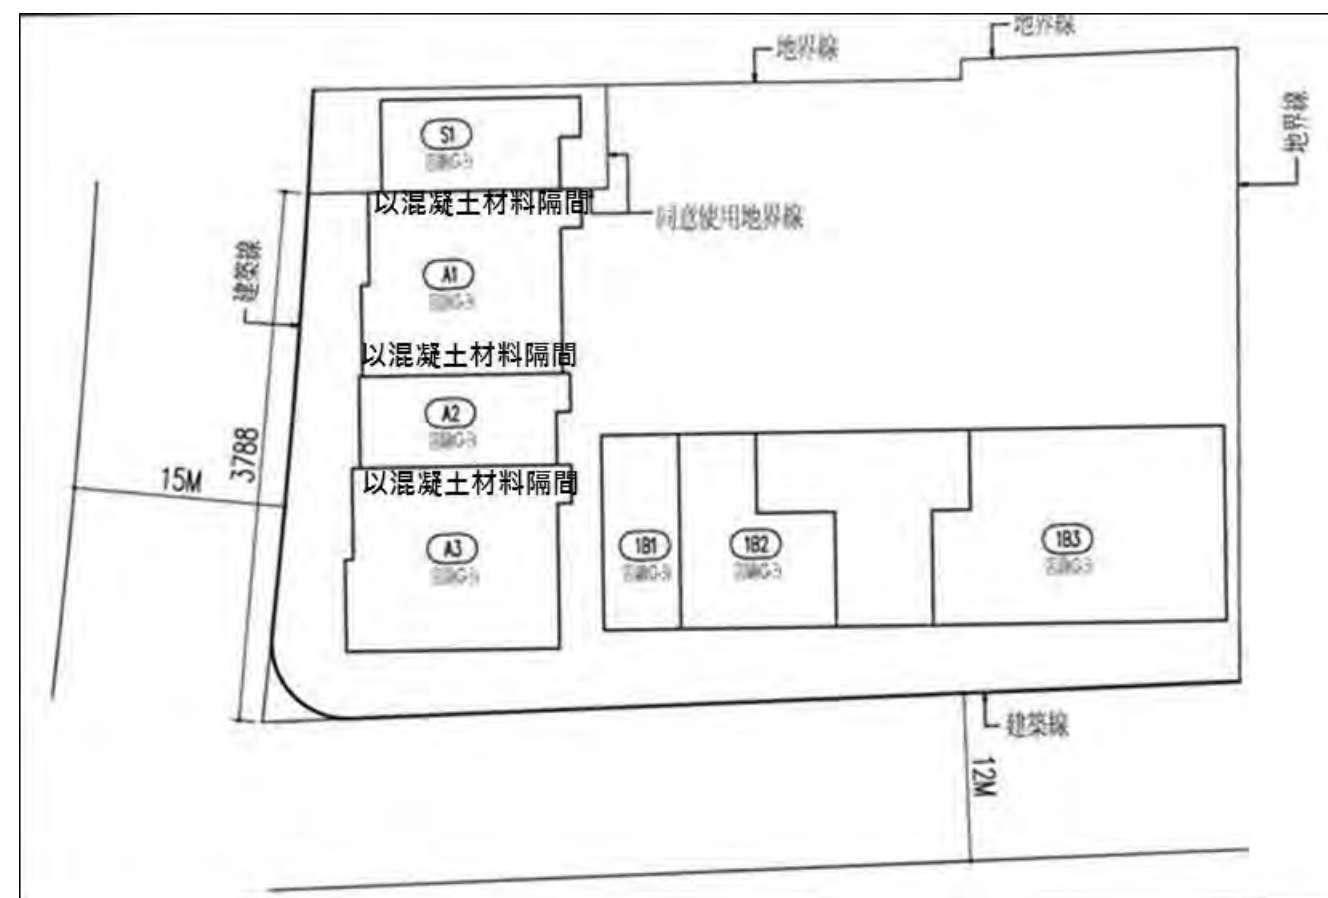 地界線
地界線
地界線
S1
以混凝土材料隔間
同意使用地界線
建築線
A1
以混凝土材料隔間
A2
3788
15M
以混凝土材料隔間
A3
1B1
1B2
1B3
建築線
12M